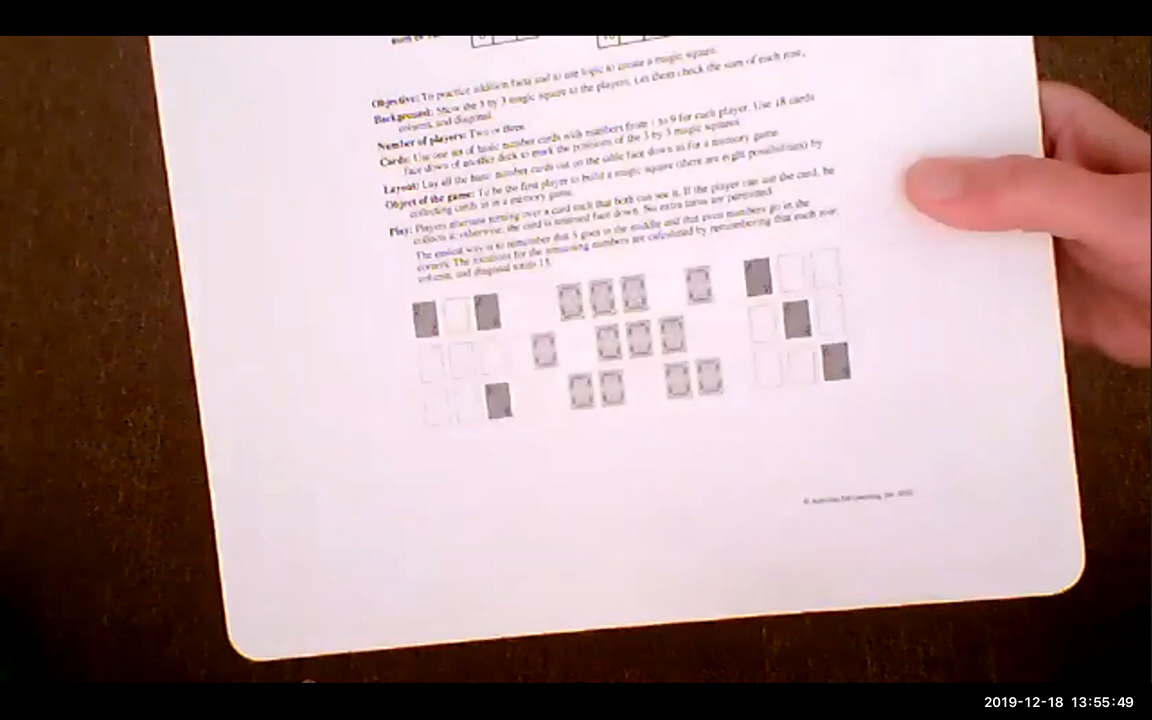 Objective: To practice addition facts and to use logic to create a magic square.
Background: Show the 3 by 3 magic square to the players. Let them check the sum of each row,
column, and diagonal.
Number of players: Two or three
Cards: Use one set of basic number cards with numbers from 1 to 9 for each player. Use 18 cards
face down of another deck to mark the positions of the 3 by 3 magic squares.
Layout: Lay all the basic number cards out on the table face down as for a memory game.
Object of the game: To be the first player to build a magic square (there are eight possibilities) by
collecting cards as in a memory game.
Play: Players alternate turning over a card such that both can see it. If the player can use the card, he
collects it; otherwise, the card is returned face down. No extra turns are permitted.
The easiest way is to remember that 5 goes in the middle and that even numbers go in the
corners. The locations for the remaining numbers are calculated by remembering that each row,
column, and diagonal totals 15.
2019-12-18 13:55:49